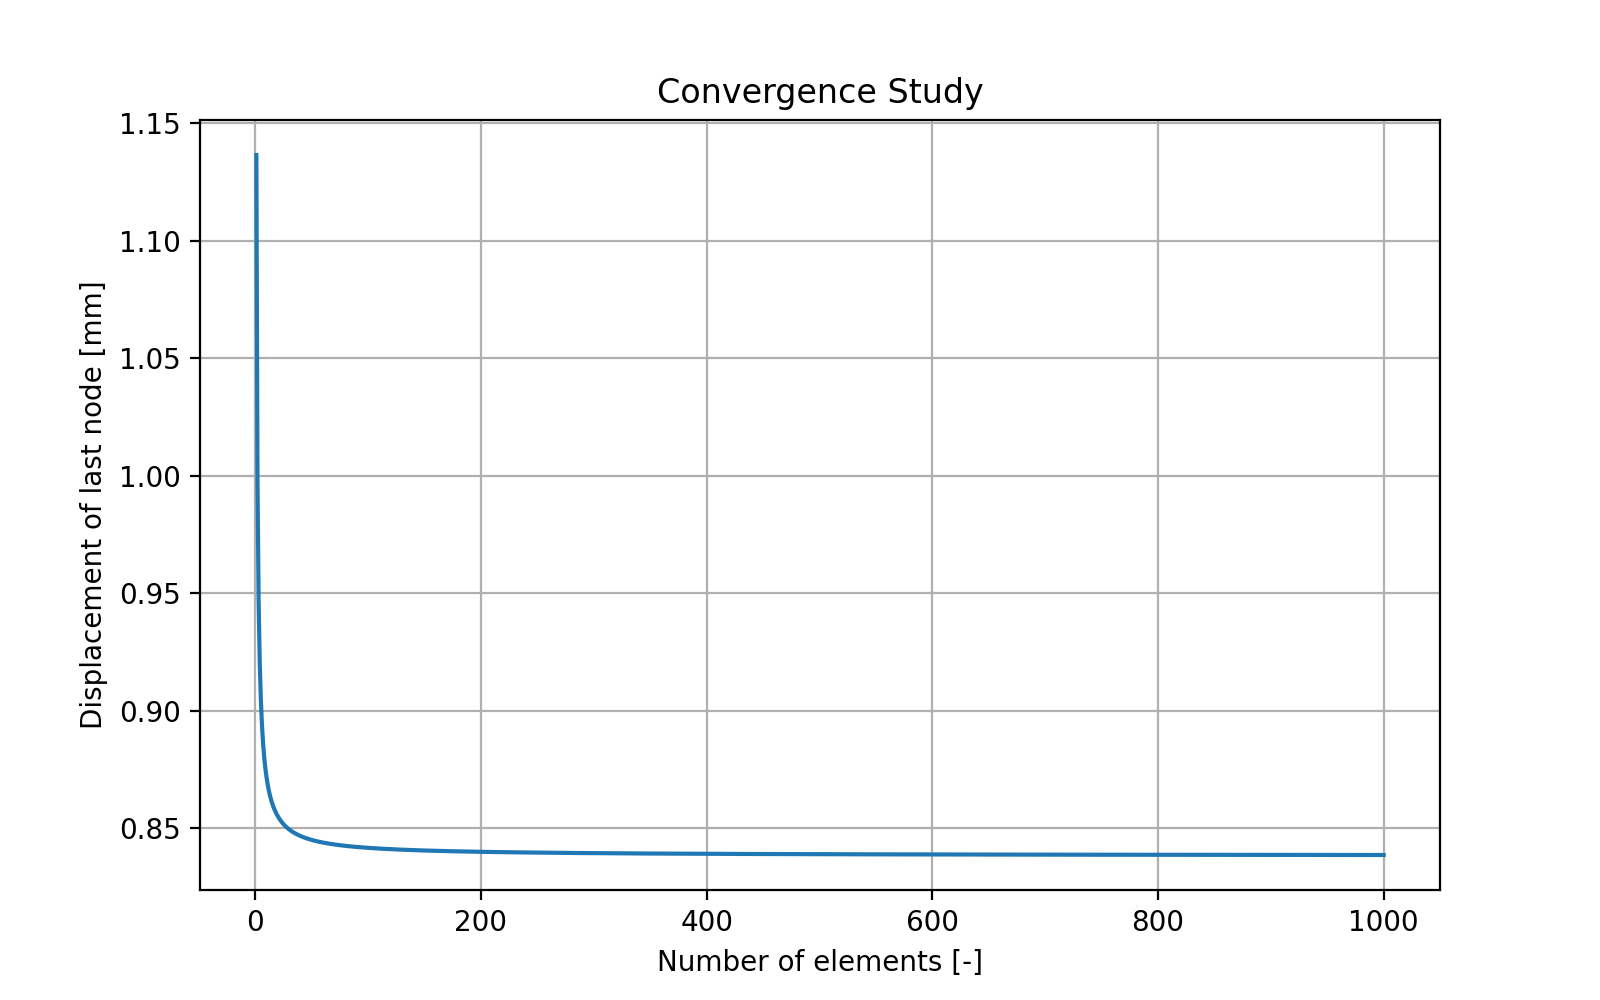 Convergence Study
1.15
1.10
1.05
1.00
0.95
0.90
0.85
Displacement of last node [mm]
0 200 400 600 800 1000
Number of elements [-]